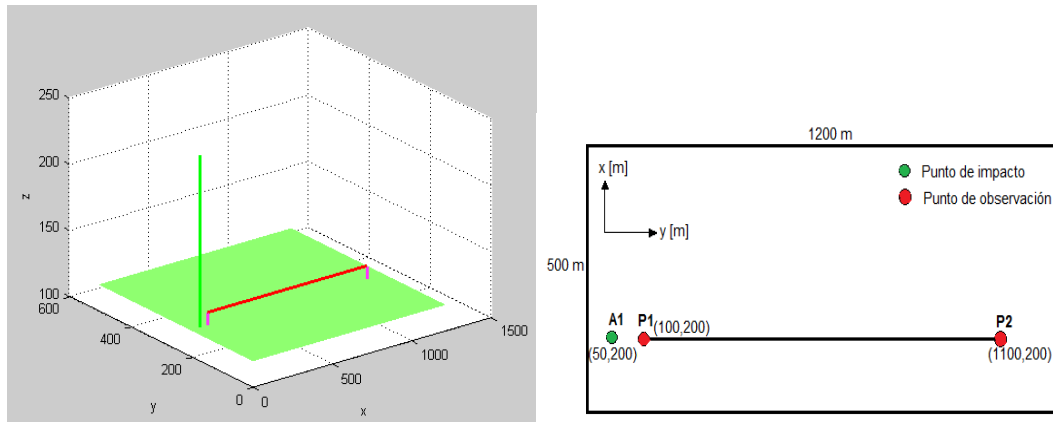 250
200
150
100
z
600
400
200
0
y
0
500
1000
1500
x
1200 m
x [m]
y [m]
Punto de impacto
Punto de observación
500 m
A1
P1
(100,200)
(50,200)
P2
(1100,200)